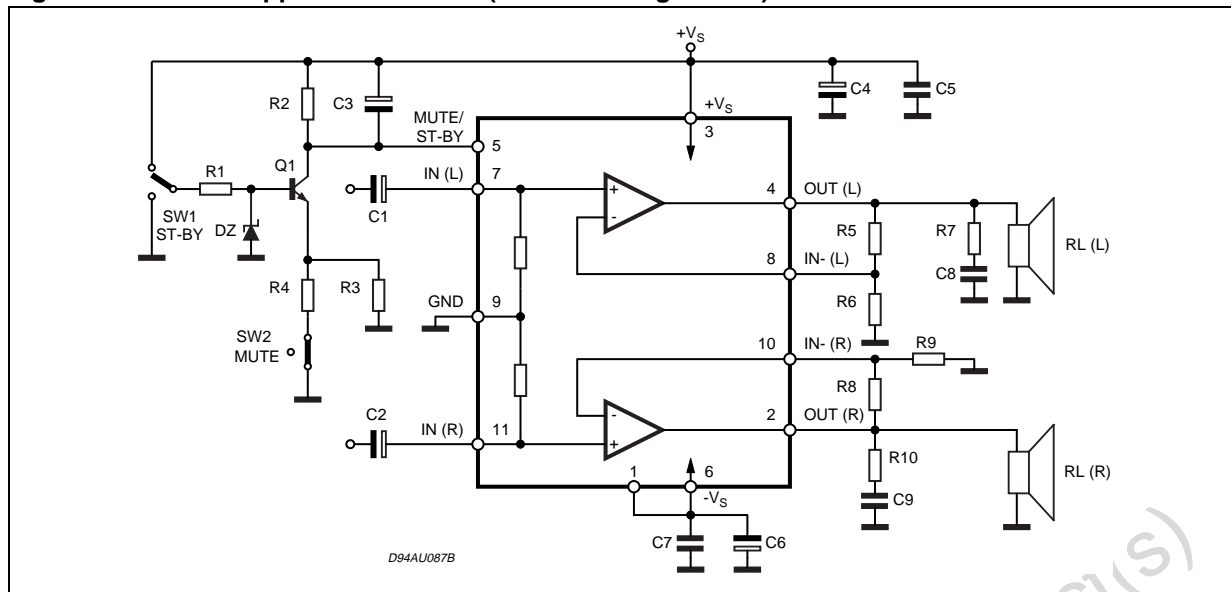 +VS
R2
C3
C4
C5
MUTE/
ST-BY
+VS
3
5
R1
Q1
IN (L)
7
4
OUT (L)
C1
+
-
SW1
ST-BY
DZ
R5
R7
RL (L)
8
IN- (L)
C8
R4
R3
GND
9
R6
SW2
MUTE
10
IN- (R)
R9
R8
C2
IN (R)
11
-
+
2
OUT (R)
R10
RL (R)
1
6
-VS
C9
C7
C6
D94AU087B